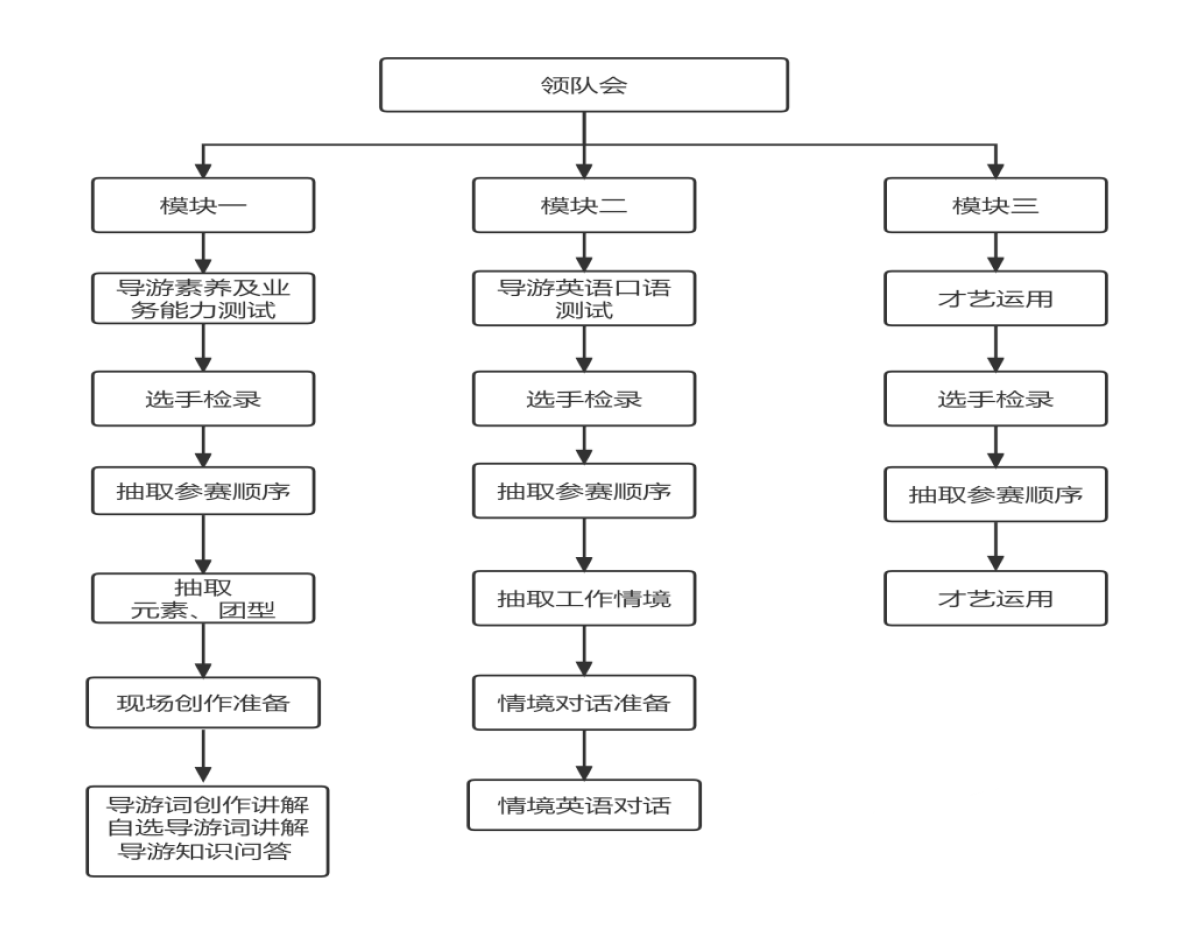 领队会
模块一
模块二
模块三
导游素养及业
务能力测试
导游英语口语
测试
才艺运用
选手检录
选手检录
选手检录
抽取参赛顺序
抽取参赛顺序
抽取参赛顺序
抽取
元素、团型
抽取工作情境
才艺运用
现场创作准备
情境对话准备
导游词创作讲解
自选导游词讲解
导游知识问答
情境英语对话